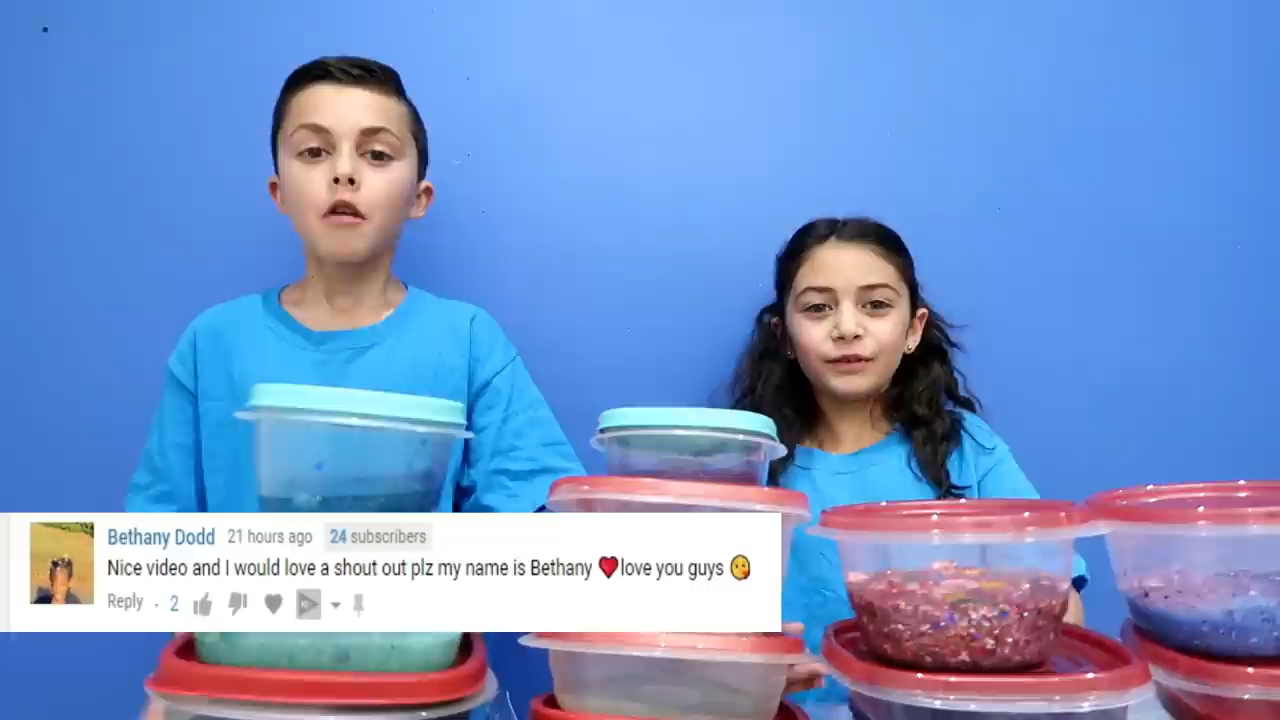 Bethany Dodd 21 hours ago 24 subscribers
Nice video and I would love a shout out plz my name is Bethany ❤️love you guys 😘
Reply · 2